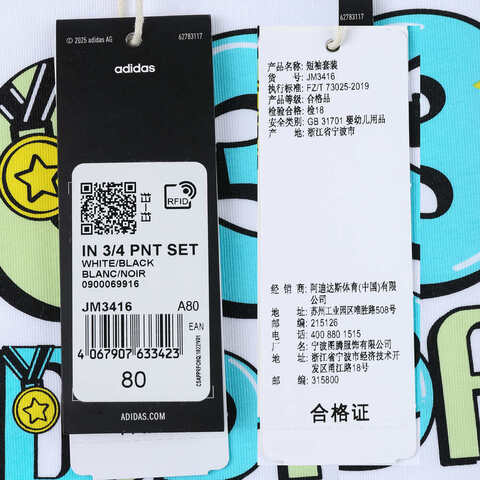 © 2025 adidas AG
62783117
adidas
RFID
IN 3/4 PNT SET
WHITE/BLACK
BLANC/NOIR
0900069916
JM3416 A80
EAN
4 067907 633423
80
ADIDAS.COM
62783117
产品名称: 短袖套装
货 号: JM3416
执行标准: FZ/T 73025-2019
产品等级: 合格品
检验合格: 检16
安全类别: GB 31701 婴幼儿用品
产 地: 浙江省宁波市
经 销 商: 阿迪达斯体育(中国)有限
公司
地 址: 苏州工业园区唯胜路508号
邮 编: 215126
电 话: 400 880 1515
厂 名: 宁波图腾服饰有限公司
地 址: 浙江省宁波市经济技术开
发区甬江路18号
邮 编: 315800
合格证